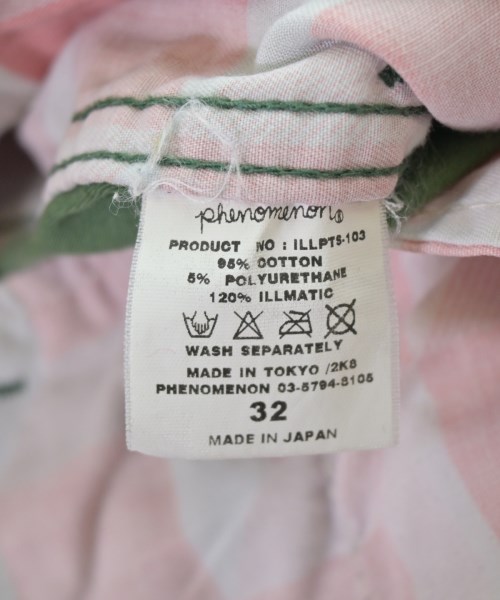 phenomenon®
PRODUCT NO : ILLPTS-103
95% COTTON
5% POLYURETHANE
120% ILLMATIC
WASH SEPARATELY
MADE IN TOKYO /2K8
PHENOMENON 03-5794-8105
32
MADE IN JAPAN